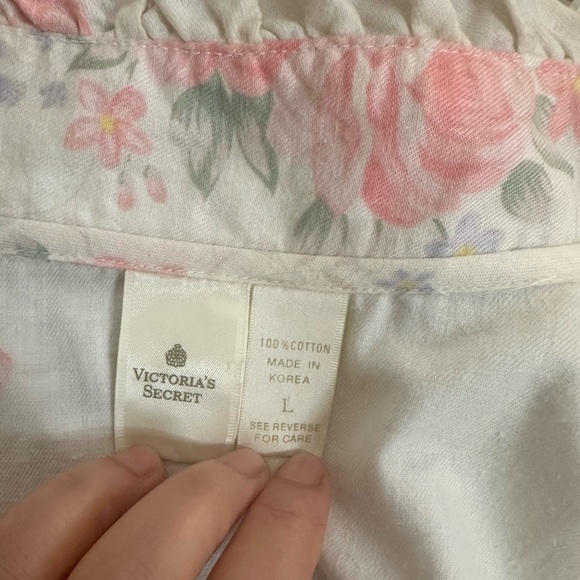 VICTORIA'S
SECRET
100% COTTON
MADE IN
KOREA
L
SEE REVERSE
FOR CARE